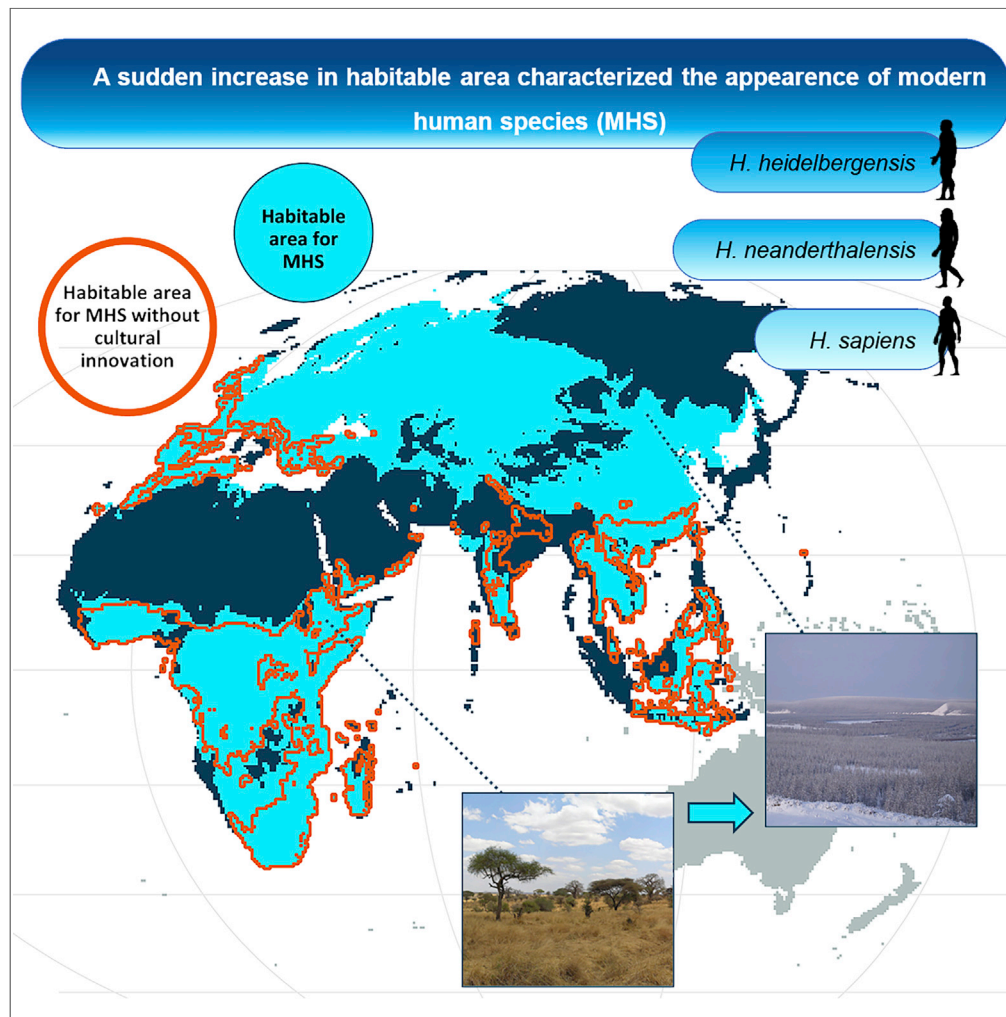 A sudden increase in habitable area characterized the appearence of modern
human species (MHS)
H. heidelbergensis
Habitable
area for
MHS
H. neanderthalensis
Habitable area
for MHS without
cultural
innovation
H. sapiens